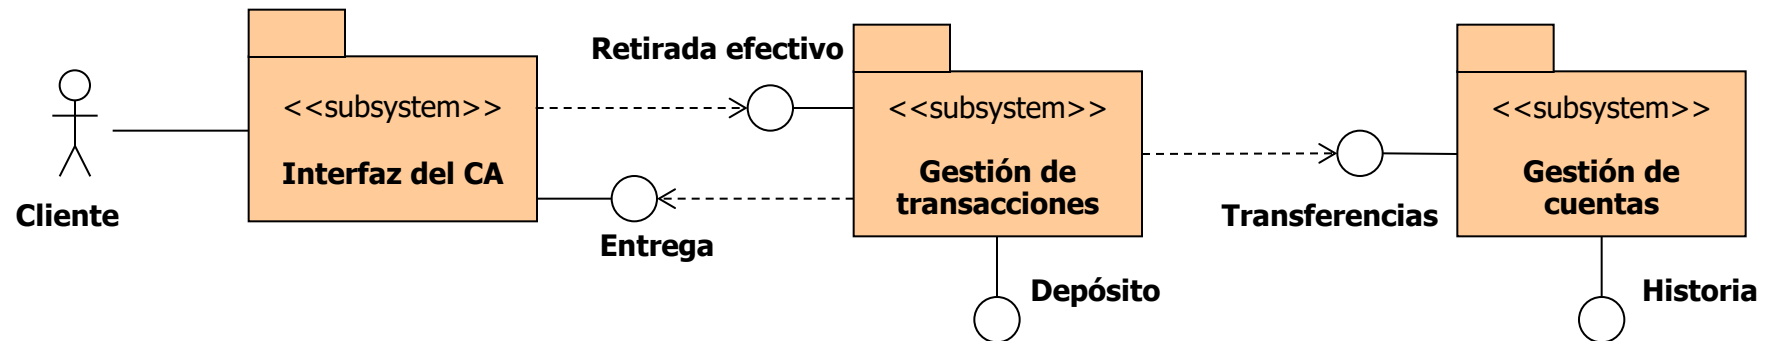 Retirada efectivo
<<subsystem>>
Interfaz del CA
<<subsystem>>
Gestión de
transacciones
<<subsystem>>
Gestión de
cuentas
Cliente
Entrega
Transferencias
Depósito
Historia